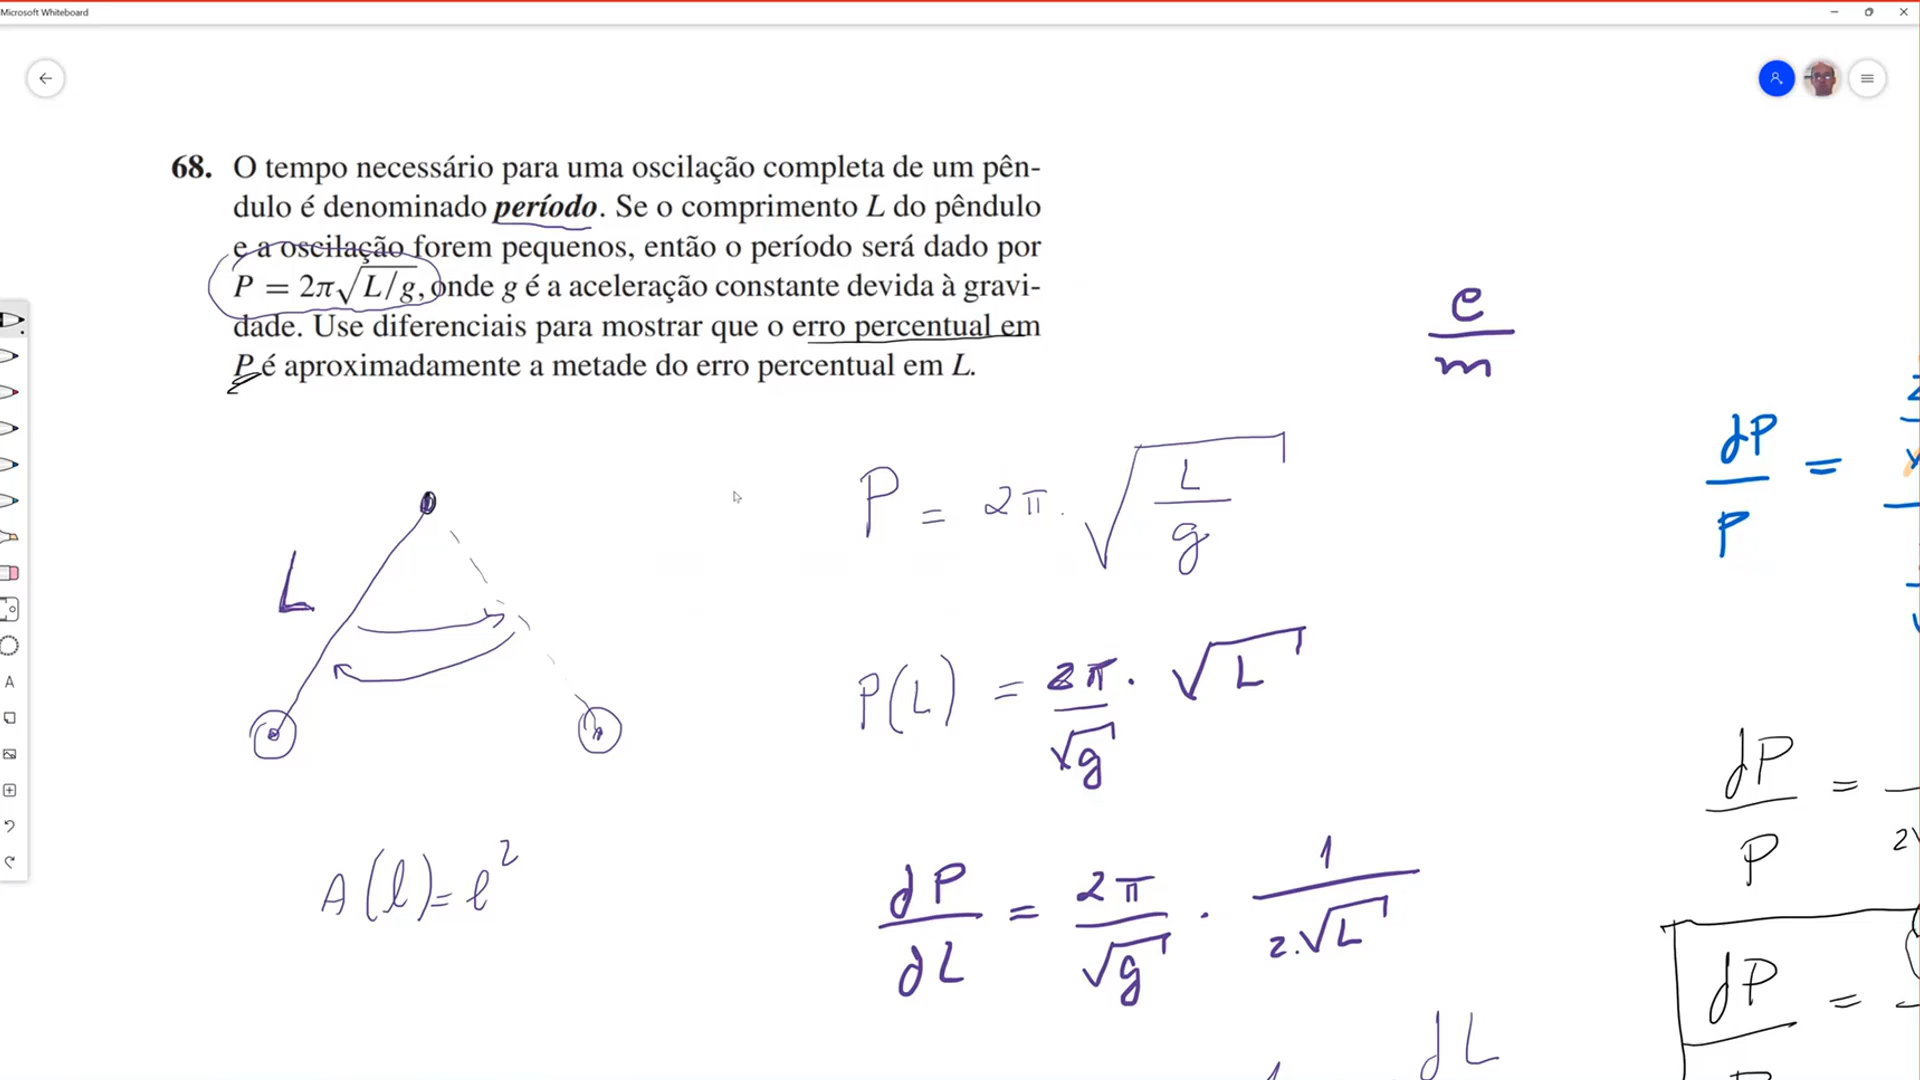 Microsoft Whiteboard
68. O tempo necessário para uma oscilação completa de um pên-
dulo é denominado período. Se o comprimento L do pêndulo
e a oscilação forem pequenos, então o período será dado por
P = 2π√L/g, onde g é a aceleração constante devida à gravi-
dade. Use diferenciais para mostrar que o erro percentual em
P é aproximadamente a metade do erro percentual em L.
e
m
dP
P
=
P = 2π. √
L
g
L
P(L) = 2π . √L
√g
dP
P
=
A(l) = l²
dP
dL
=
2π
√g
.
1
2.√L
dP
=
dL
A